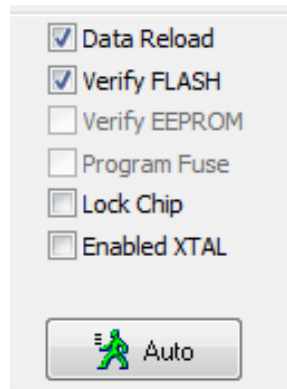 Data Reload
Verify FLASH
Verify EEPROM
Program Fuse
Lock Chip
Enabled XTAL
Auto